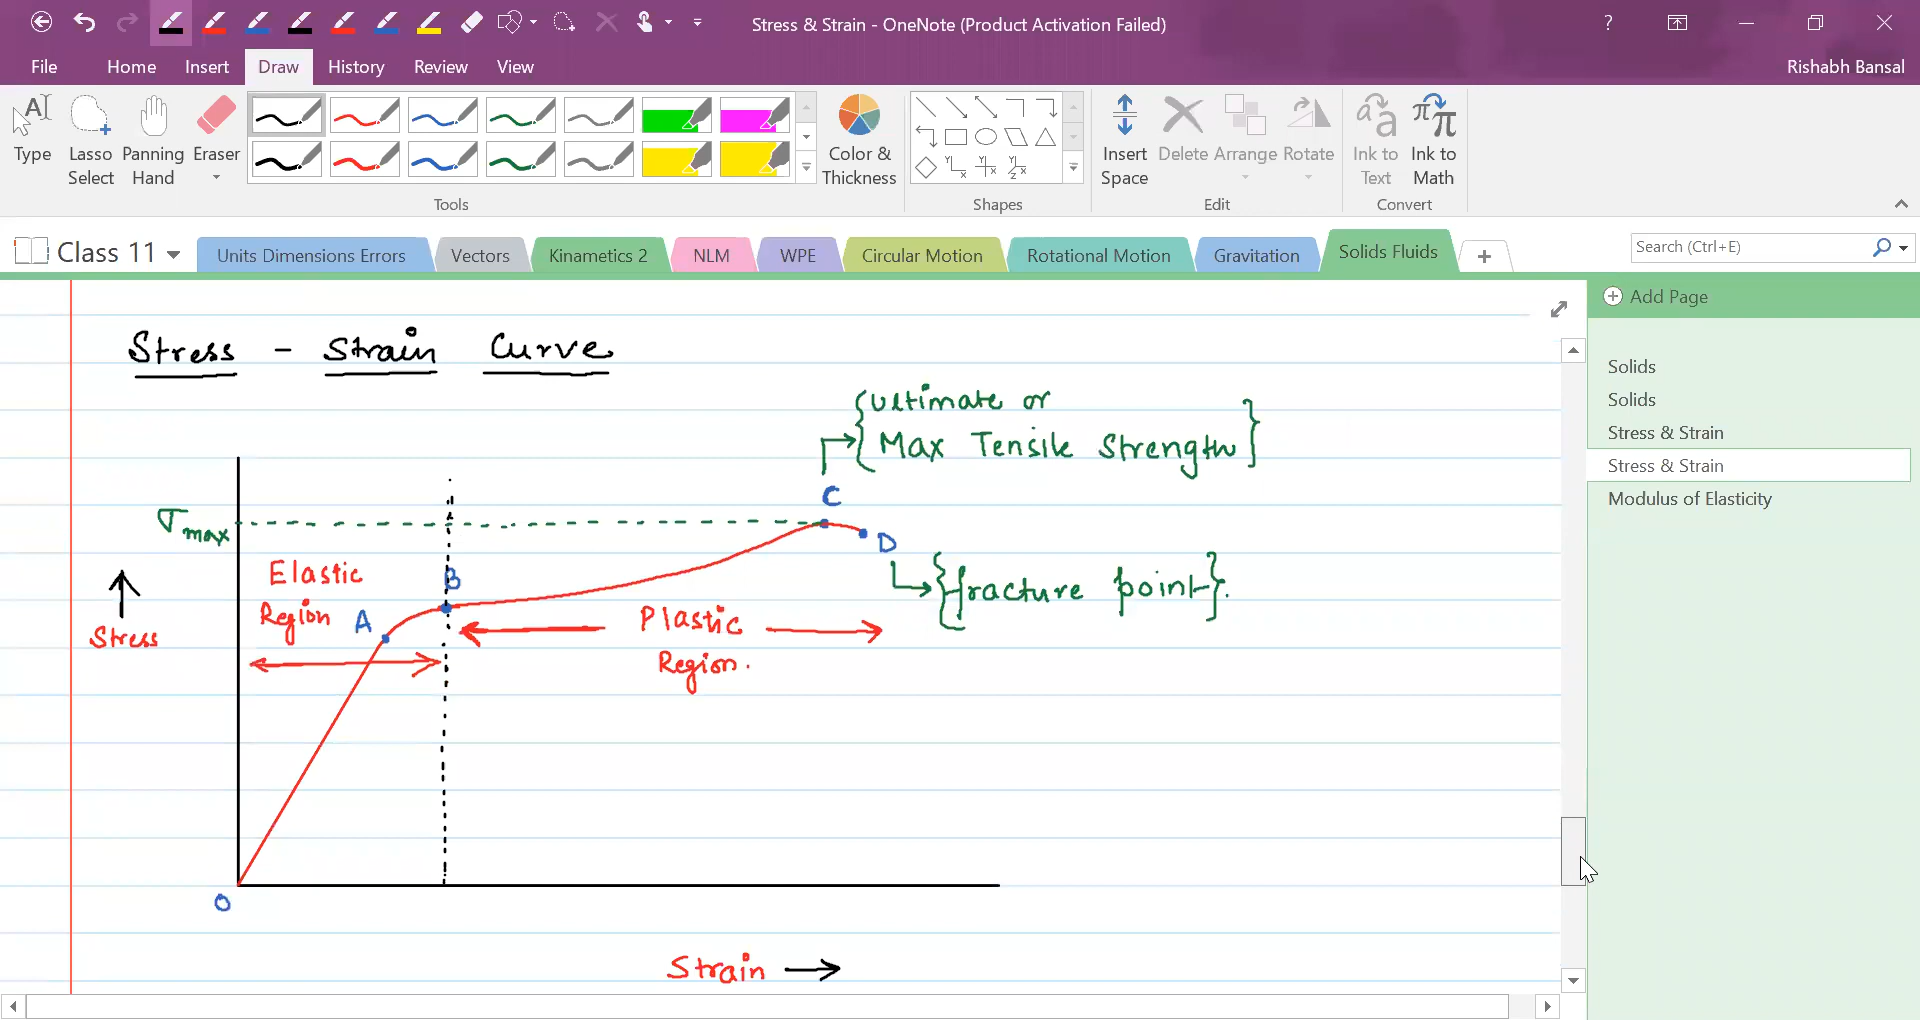 Stress & Strain - OneNote (Product Activation Failed)
?
File Home Insert Draw History Review View
Rishabh Bansal
Type
Lasso Select
Panning Hand
Eraser
Color & Thickness
Insert Space
Delete
Arrange
Rotate
Ink to Text
Ink to Math
Tools
Shapes
Edit
Convert
Class 11
Units Dimensions Errors
Vectors
Kinametics 2
NLM
WPE
Circular Motion
Rotational Motion
Gravitation
Solids Fluids
+
Search (Ctrl+E)
Add Page
Solids
Solids
Stress & Strain
Stress & Strain
Modulus of Elasticity
Stress - Strain Curve
{Ultimate or
Max Tensile Strength}
C
σmax
D
Elastic
Region
B
A
{fracture point}.
Stress
Plastic
Region.
O
Strain →